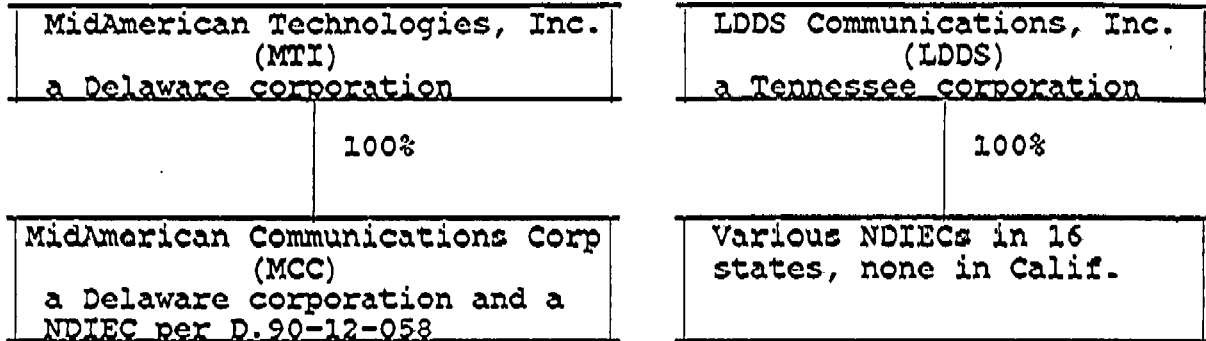 MidAmerican Technologies, Inc.
(MTI)
a Delaware corporation
LDDS Communications, Inc.
(LDDS)
a Tennessee corporation
100%
100%
MidAmerican Communications Corp
(MCC)
a Delaware corporation and a
NDIEC per D.90-12-058
Various NDIECs in 16
states, none in Calif.